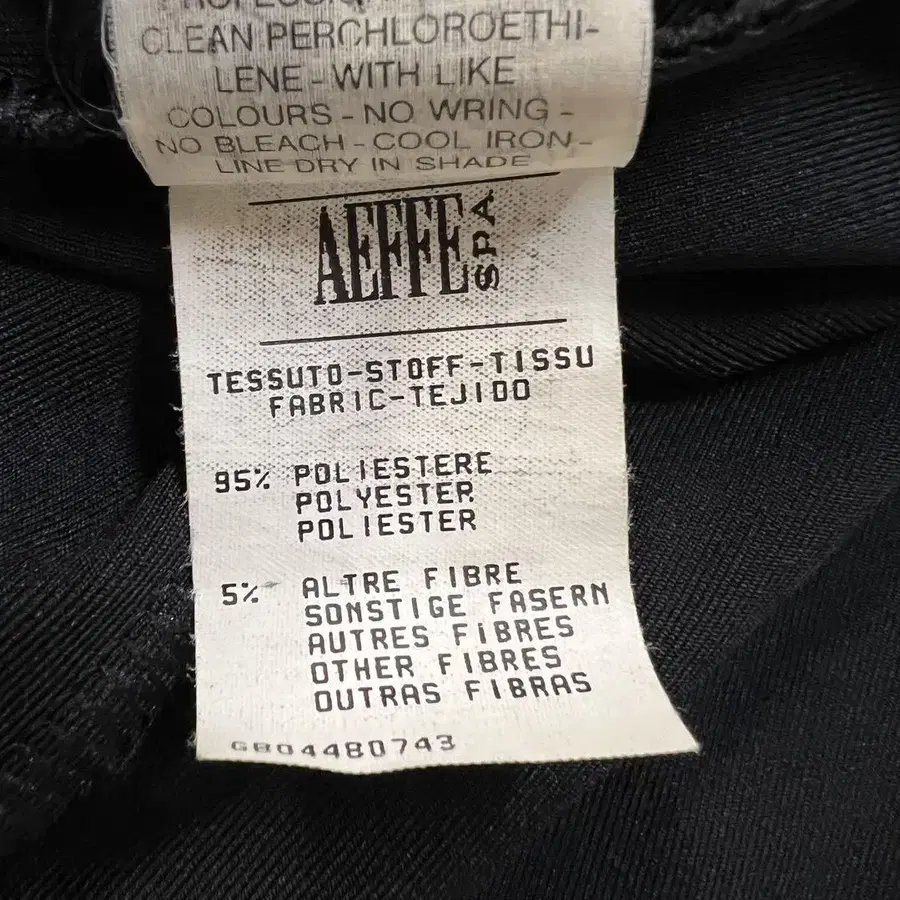 CLEAN PERCHLOROETHI-
LENE - WITH LIKE
COLOURS - NO WRING -
NO BLEACH - COOL IRON -
LINE DRY IN SHADE
AEFFE SPA
TESSUTO-STOFF-TISSU
FABRIC-TEJIDO
95% POLIESTERE
POLYESTER
POLIESTER
5% ALTRE FIBRE
SONSTIGE FASERN
AUTRES FIBRES
OTHER FIBRES
OUTRAS FIBRAS
GB04480743